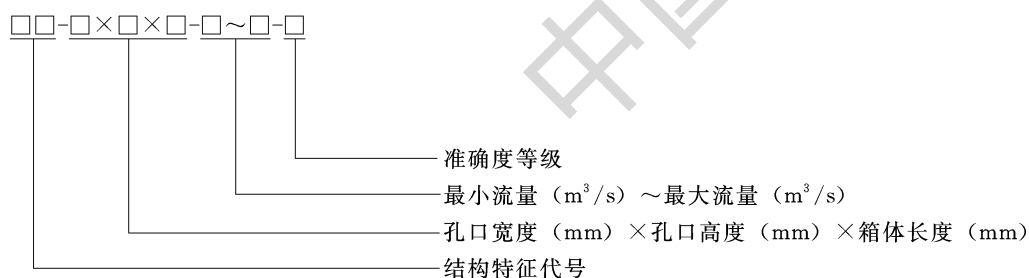 □□-□×□×□-□~□-□
准确度等级
最小流量（m³/s）~最大流量（m³/s）
孔口宽度（mm）×孔口高度（mm）×箱体长度（mm）
结构特征代号
中